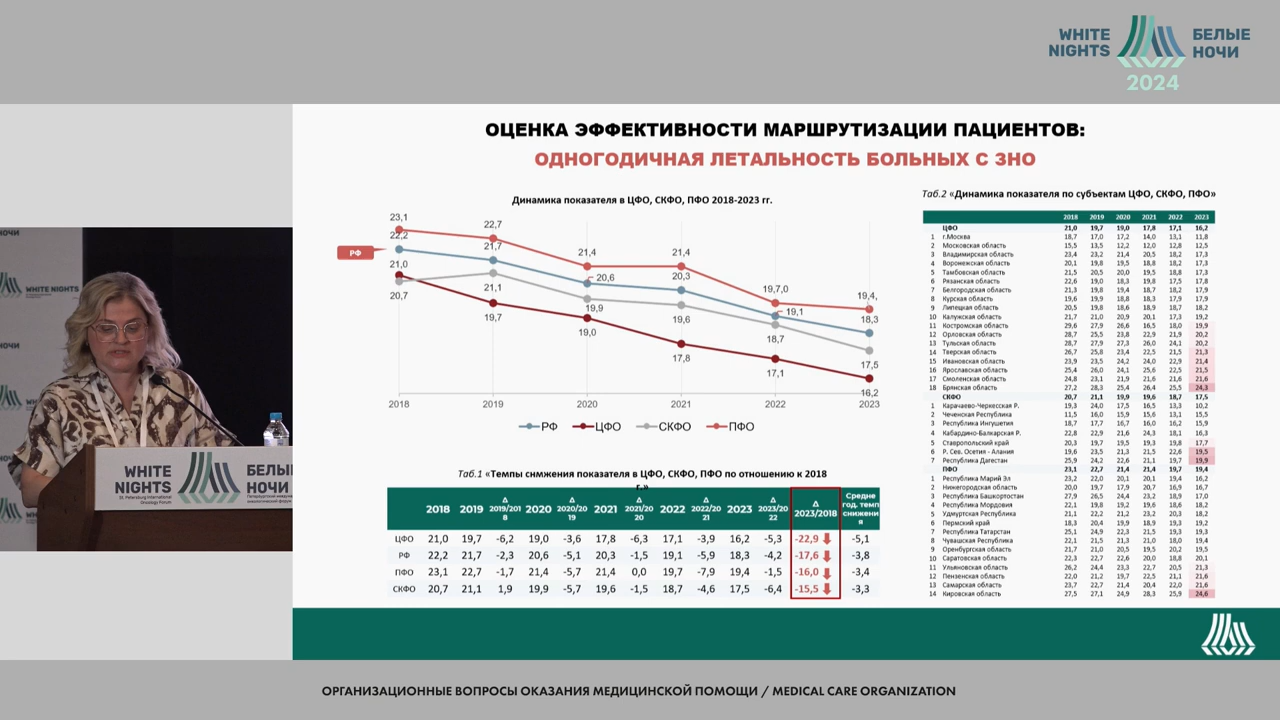 WHITE NIGHTS
БЕЛЫЕ НОЧИ
2024
ОЦЕНКА ЭФФЕКТИВНОСТИ МАРШРУТИЗАЦИИ ПАЦИЕНТОВ:
ОДНОГОДИЧНАЯ ЛЕТАЛЬНОСТЬ БОЛЬНЫХ С ЗНО
Динамика показателя в ЦФО, СКФО, ПФО 2018-2023 гг.
23,1 22,7 21,4 21,4 19,7,0 19,4,
РФ
22,2 21,7 20,6 20,3 19,1 18,3
21,0 19,7 19,0 17,8 17,1 16,2
20,7 21,1 19,9 19,6 18,7 17,5
2018 2019 2020 2021 2022 2023
РФ ЦФО СКФО ПФО
Таб.1 «Темпы снмжения показателя в ЦФО, СКФО, ПФО по отношению к 2018 г.»
2018 2019 Δ 2019/2018 2020 Δ 2020/2019 2021 Δ 2021/2020 2022 Δ 2022/2021 2023 Δ 2023/2022 Δ 2023/2018 Средне год. темп снижения
ЦФО 21,0 19,7 -6,2 19,0 -3,6 17,8 -6,3 17,1 -3,9 16,2 -5,3 -22,9 -5,1
РФ 22,2 21,7 -2,3 20,6 -5,1 20,3 -1,5 19,1 -5,9 18,3 -4,2 -17,6 -3,8
ПФО 23,1 22,7 -1,7 21,4 -5,7 21,4 0,0 19,7 -7,9 19,4 -1,5 -16,0 -3,4
СКФО 20,7 21,1 1,9 19,9 -5,7 19,6 -1,5 18,7 -4,6 17,5 -6,4 -15,5 -3,3
Таб.2 «Динамика показателя по субъектам ЦФО, СКФО, ПФО»
2018 2019 2020 2021 2022 2023
ЦФО 21,0 19,7 19,0 17,8 17,1 16,2
1 г.Москва 18,7 17,0 17,2 14,0 13,1 11,8
2 Московская область 15,5 13,5 12,2 12,0 12,8 12,5
3 Владимирская область 23,4 23,2 21,4 20,5 18,2 17,3
4 Воронежская область 20,1 19,8 19,5 18,8 18,2 17,3
5 Тамбовская область 21,5 20,5 20,0 19,5 18,8 17,3
6 Рязанская область 22,6 19,0 18,3 19,8 17,5 17,8
7 Белгородская область 21,3 19,8 19,4 18,7 18,2 17,9
8 Курская область 19,6 19,9 18,8 18,3 17,9 17,9
9 Липецкая область 20,5 19,8 18,6 18,9 18,7 18,2
10 Калужская область 21,7 21,0 20,9 20,1 17,3 19,2
11 Костромская область 29,6 27,9 26,6 16,5 18,0 19,9
12 Орловская область 28,7 25,5 23,8 22,9 21,9 20,2
13 Тульская область 28,7 27,9 27,3 26,0 24,1 20,2
14 Тверская область 26,7 25,8 23,4 22,5 21,5 21,3
15 Ивановская область 23,9 23,5 24,2 24,0 22,9 21,4
16 Ярославская область 25,4 26,0 24,1 25,6 22,5 21,5
17 Смоленская область 24,8 23,1 21,9 21,6 21,6 21,6
18 Брянская область 27,2 28,3 25,4 26,4 25,5 24,3
СКФО 20,7 21,1 19,9 19,6 18,7 17,5
1 Карачаево-Черкесская Р. 19,3 24,0 17,5 16,5 13,3 10,2
2 Чеченская Республика 11,5 16,0 15,9 15,6 13,1 15,5
3 Республика Ингушетия 18,7 17,7 16,7 16,0 16,2 15,9
4 Кабардино-Балкарская Р. 22,8 22,9 21,6 24,3 18,1 16,3
5 Ставропольский край 20,3 19,7 19,5 19,3 19,8 17,7
6 Р. Сев. Осетия - Алания 19,6 23,5 21,3 21,5 22,6 19,5
7 Республика Дагестан 25,9 24,2 22,6 21,1 19,7 19,9
ПФО 23,1 22,7 21,4 21,4 19,7 19,4
1 Республика Марий Эл 23,2 22,0 20,1 20,1 19,4 16,2
2 Нижегородская область 20,0 19,7 17,9 20,7 16,9 16,7
3 Республика Башкортостан 27,9 26,5 24,4 23,2 18,9 17,0
4 Республика Мордовия 22,1 19,8 19,2 19,6 18,6 18,2
5 Удмуртская Республика 21,1 22,2 21,2 23,2 20,3 18,2
6 Пермский край 18,3 20,4 19,9 18,9 19,3 19,2
7 Республика Татарстан 25,1 24,9 22,3 21,5 19,3 19,3
8 Чувашская Республика 22,1 21,5 21,3 21,0 18,0 19,4
9 Оренбургская область 21,7 21,0 20,5 19,5 20,2 19,5
10 Саратовская область 22,3 27,0 22,6 20,0 18,8 20,1
11 Ульяновская область 26,2 24,4 23,3 22,7 20,5 21,3
12 Пензенская область 22,0 21,2 19,7 22,5 21,1 21,6
13 Самарская область 23,7 22,7 21,4 20,4 22,0 21,6
14 Кировская область 27,5 27,1 24,9 28,3 25,9 24,6
WHITE NIGHTS
WHITE NIGHTS
St. Petersburg International Oncology Forum
БЕЛЫЕ НОЧИ
ОРГАНИЗАЦИОННЫЕ ВОПРОСЫ ОКАЗАНИЯ МЕДИЦИНСКОЙ ПОМОЩИ / MEDICAL CARE ORGANIZATION